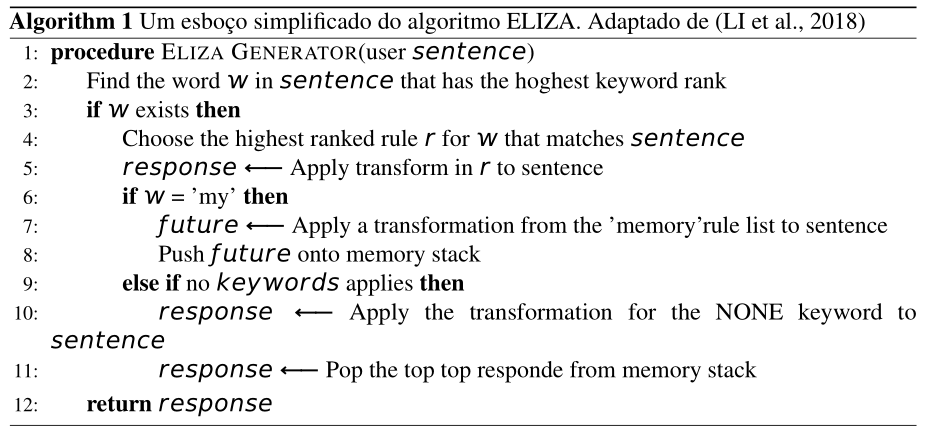 Algorithm 1 Um esboço simplificado do algoritmo ELIZA. Adaptado de (LI et al., 2018)
1: procedure ELIZA GENERATOR(user sentence)
2: Find the word w in sentence that has the hoghest keyword rank
3: if w exists then
4: Choose the highest ranked rule r for w that matches sentence
5: response ⟵ Apply transform in r to sentence
6: if w = ’my’ then
7: future ⟵ Apply a transformation from the ’memory’rule list to sentence
8: Push future onto memory stack
9: else if no keywords applies then
10: response ⟵ Apply the transformation for the NONE keyword to
sentence
11: response ⟵ Pop the top top responde from memory stack
12: return response